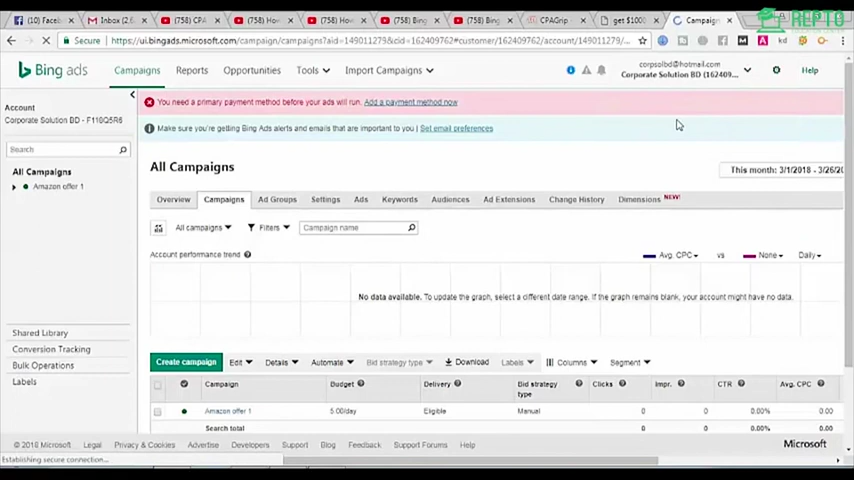 (10) Facebo
Inbox (2.6
(758) CPA
(758) Hov
(758) How
(758) Bing
(758) Bing
CPAGrip
get $1000
Campaign
REPTO
Secure
https://ui.bingads.microsoft.com/campaign/campaigns?aid=149011279&cid=162409762#customer/162409762/account/149011279/...
Bing ads
Campaigns
Reports
Opportunities
Tools
Import Campaigns
corpsolbd@hotmail.com
Corporate Solution BD (162409...
Help
Account
Corporate Solution BD - F118Q5R6
You need a primary payment method before your ads will run. Add a payment method now
Make sure you're getting Bing Ads alerts and emails that are important to you | Set email preferences
Search
All Campaigns
Amazon offer 1
All Campaigns
This month: 3/1/2018 - 3/26/20
Overview
Campaigns
Ad Groups
Settings
Ads
Keywords
Audiences
Ad Extensions
Change History
Dimensions NEW!
All campaigns
Filters
Campaign name
Account performance trend
Avg. CPC
vs
None
Daily
No data available. To update the graph, select a different date range. If the graph remains blank, your account might have no data.
Shared Library
Conversion Tracking
Bulk Operations
Labels
Create campaign
Edit
Details
Automate
Bid strategy type
Download
Labels
Columns
Segment
Campaign
Budget
Delivery
Bid strategy type
Clicks
Impr.
CTR
Avg. CPC
Amazon offer 1
5.00/day
Eligible
Manual
0
0
0.00%
0.00
Search total
0
0
0.00%
0.00
© 2018 Microsoft
Legal
Privacy & Cookies
Advertise
Developers
Support
Blog
Feedback
Support Forums
Help
Microsoft
Establishing secure connection...